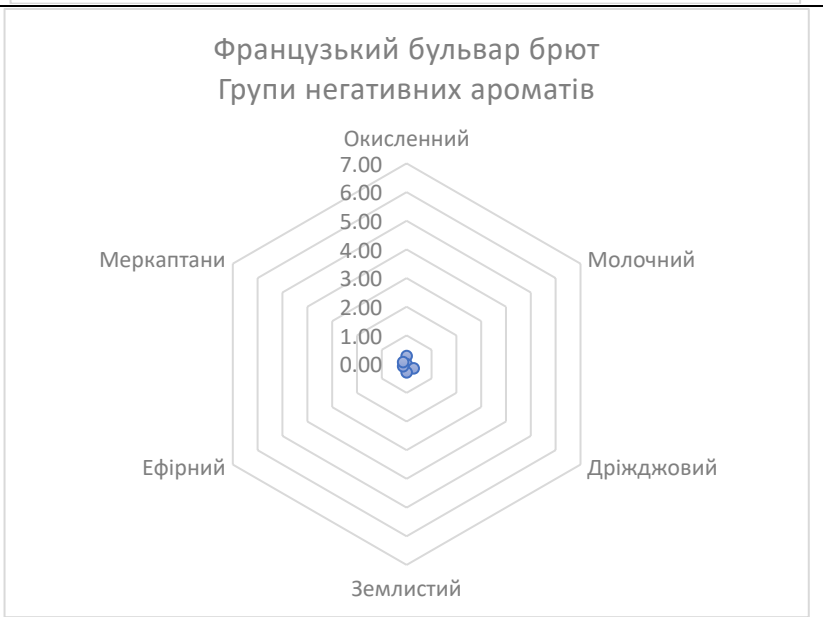 Французький бульвар брют
Групи негативних ароматів
Окисленний
7.00
6.00
5.00
4.00
3.00
2.00
1.00
0.00
Меркаптани
Молочний
Ефірний
Дріжджовий
Землистий